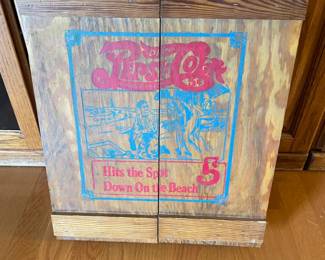 Pepsi-Cola
Hits the Spot
Down On the Beach
5¢